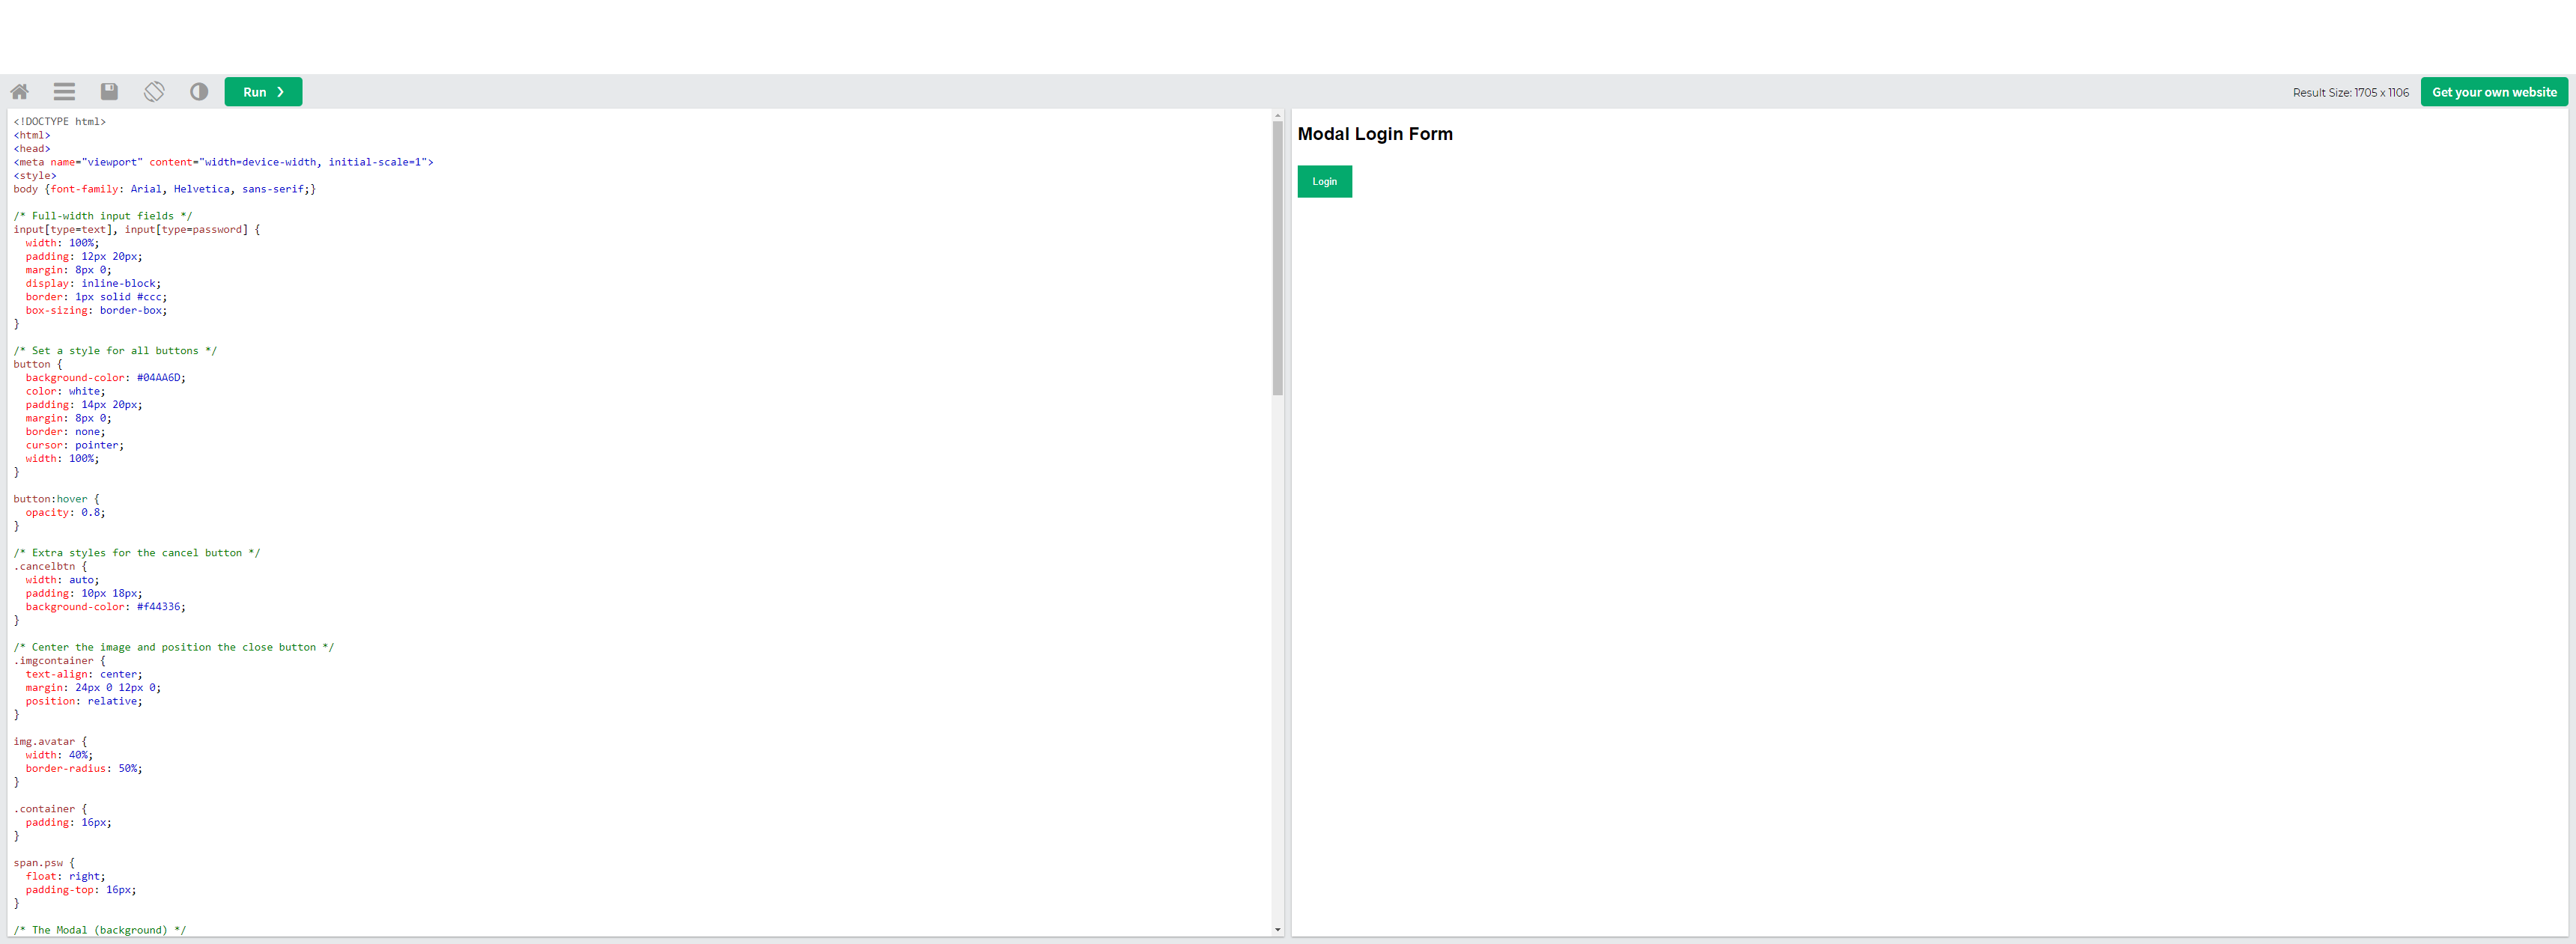 Run ❯
Result Size: 1705 x 1106
Get your own website
<!DOCTYPE html>
<html>
<head>
<meta name="viewport" content="width=device-width, initial-scale=1">
<style>
body {font-family: Arial, Helvetica, sans-serif;}
/* Full-width input fields */
input[type=text], input[type=password] {
  width: 100%;
  padding: 12px 20px;
  margin: 8px 0;
  display: inline-block;
  border: 1px solid #ccc;
  box-sizing: border-box;
}
/* Set a style for all buttons */
button {
  background-color: #04AA6D;
  color: white;
  padding: 14px 20px;
  margin: 8px 0;
  border: none;
  cursor: pointer;
  width: 100%;
}
button:hover {
  opacity: 0.8;
}
/* Extra styles for the cancel button */
.cancelbtn {
  width: auto;
  padding: 10px 18px;
  background-color: #f44336;
}
/* Center the image and position the close button */
.imgcontainer {
  text-align: center;
  margin: 24px 0 12px 0;
  position: relative;
}
img.avatar {
  width: 40%;
  border-radius: 50%;
}
.container {
  padding: 16px;
}
span.psw {
  float: right;
  padding-top: 16px;
}
/* The Modal (background) */
Modal Login Form
Login